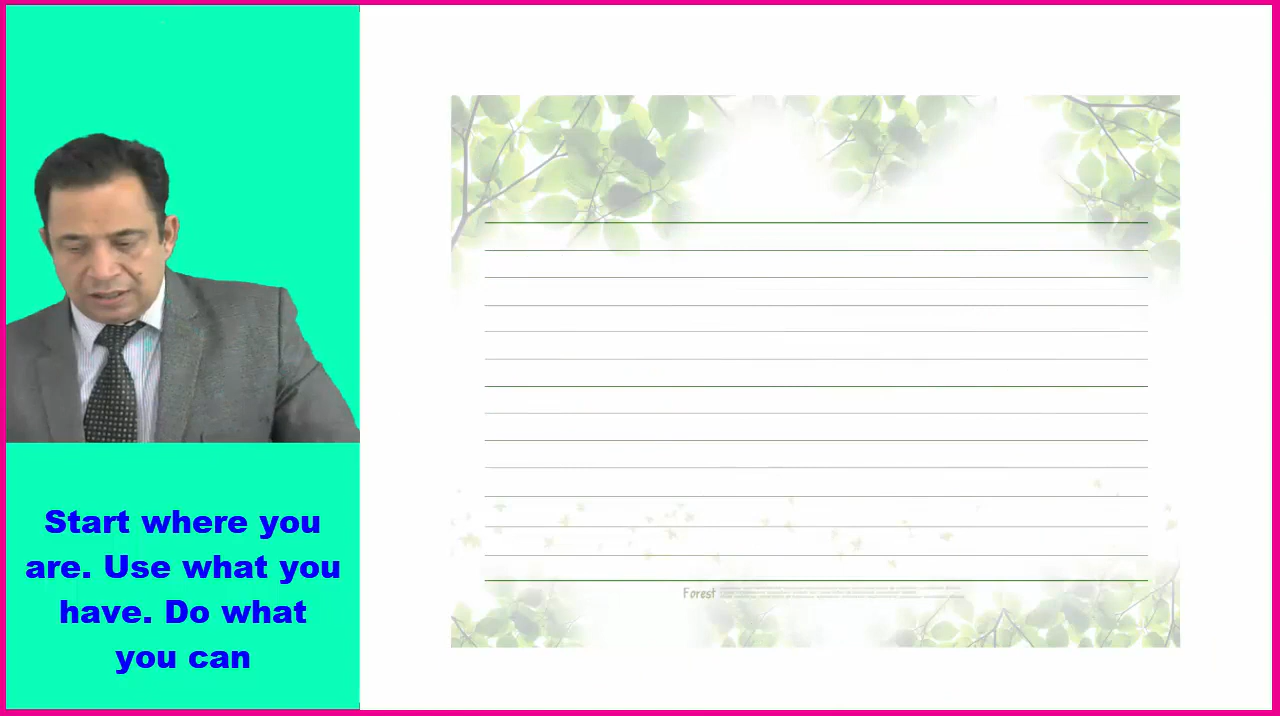 Start where you
are. Use what you
have. Do what
you can
Forest